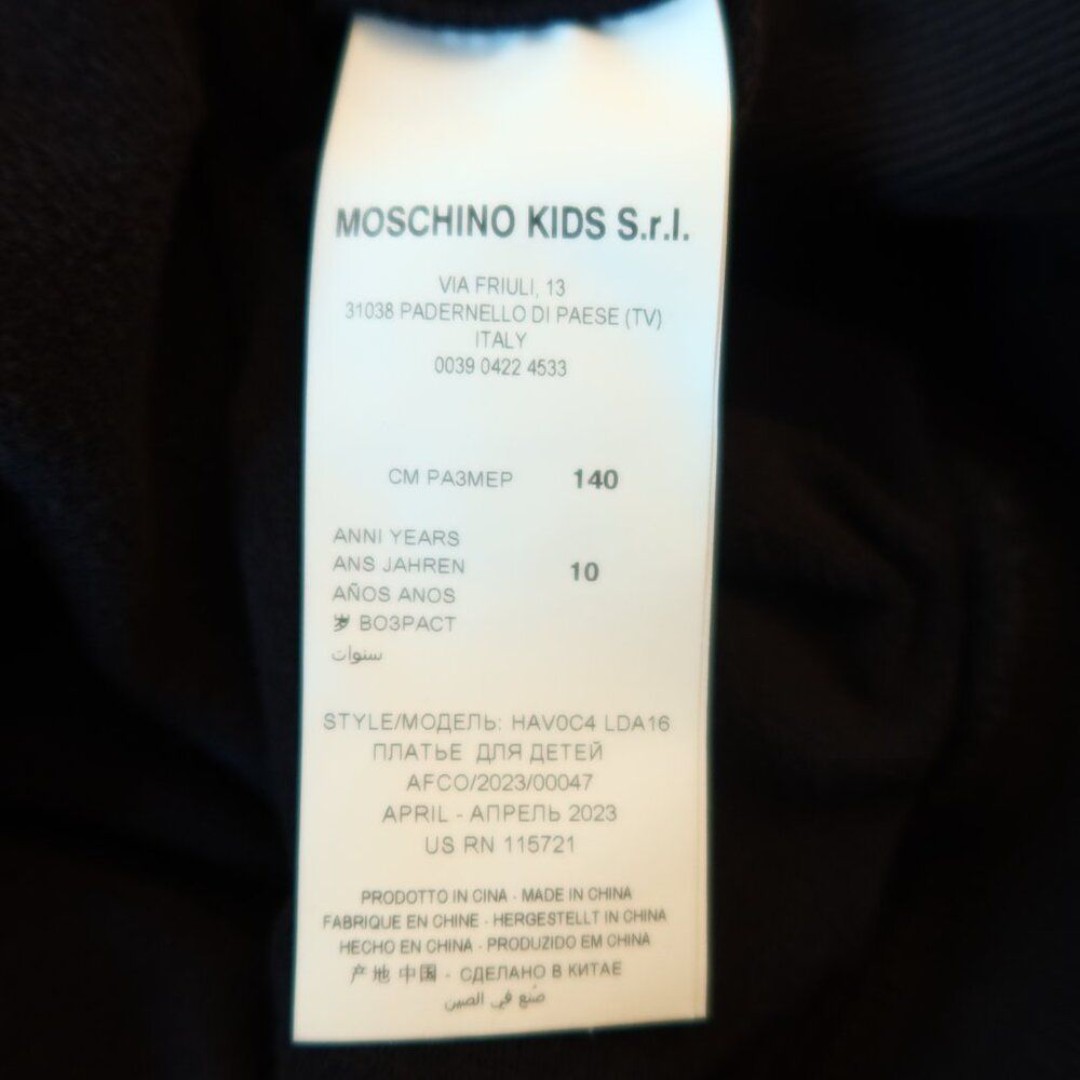 MOSCHINO KIDS S.r.l.
VIA FRIULI, 13
31038 PADERNELLO DI PAESE (TV)
ITALY
0039 0422 4533
СМ РАЗМЕР 140
ANNI YEARS
ANS JAHREN 10
AÑOS ANOS
岁 ВОЗРАСТ
سنوات
STYLE/МОДЕЛЬ: HAV0C4 LDA16
ПЛАТЬЕ ДЛЯ ДЕТЕЙ
AFCO/2023/00047
APRIL - АПРЕЛЬ 2023
US RN 115721
PRODOTTO IN CINA - MADE IN CHINA
FABRIQUE EN CHINE - HERGESTELLT IN CHINA
HECHO EN CHINA - PRODUZIDO EM CHINA
产地 中国 - СДЕЛАНО В КИТАЕ
صُنع في الصين